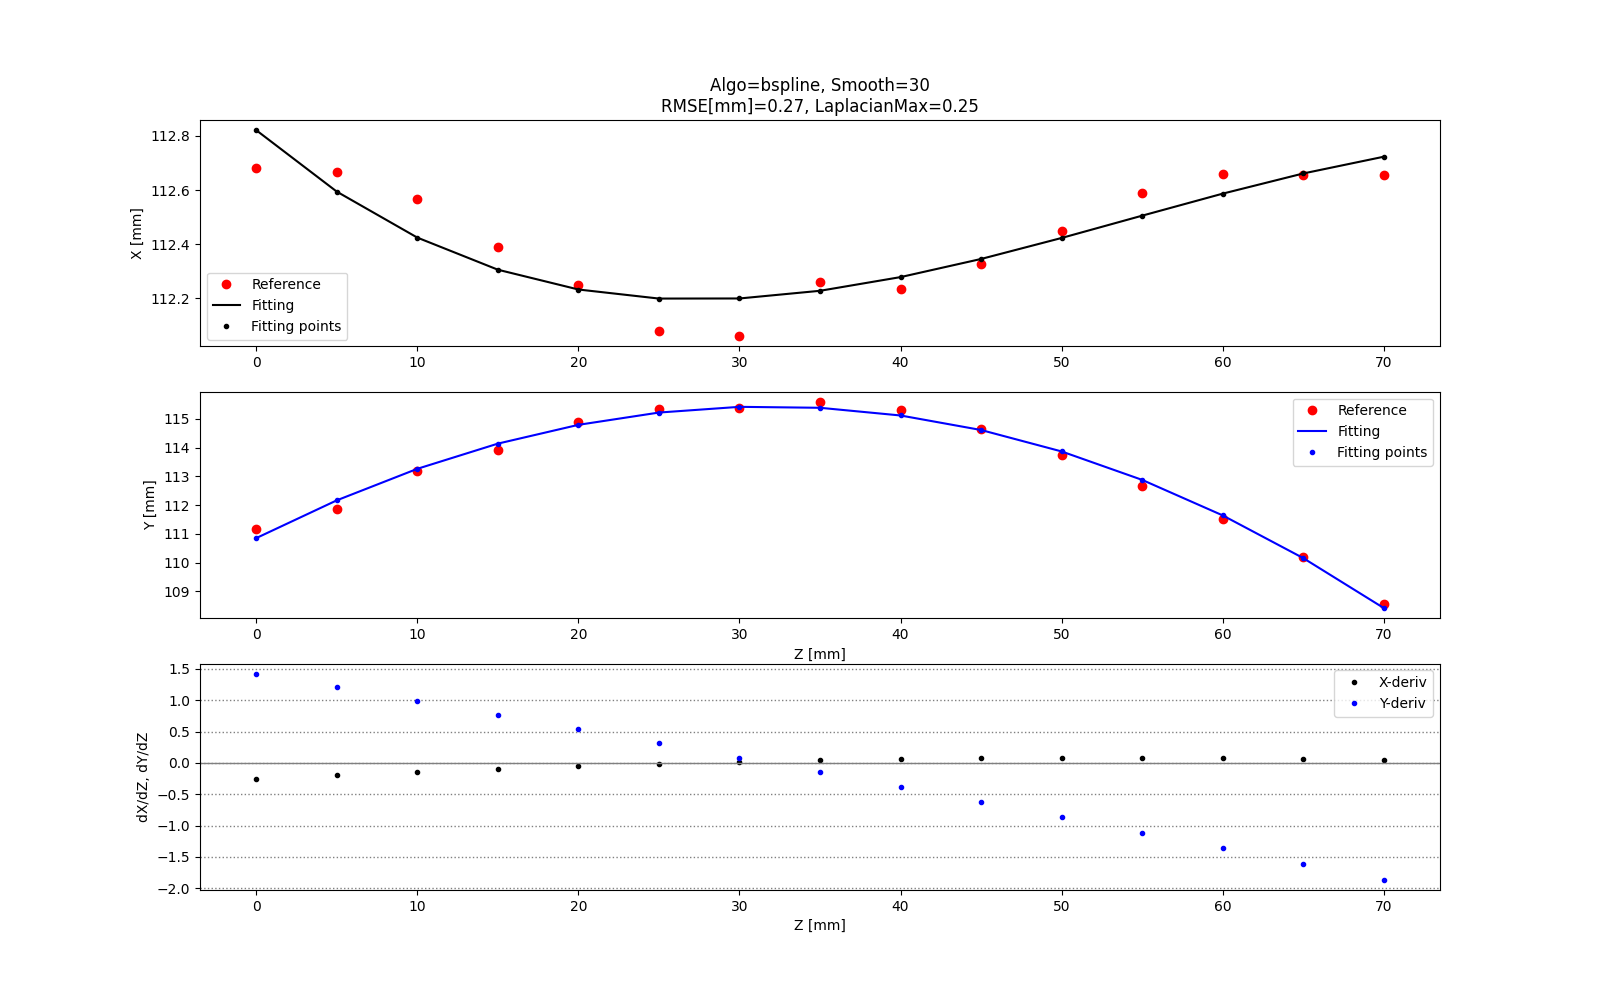 Algo=bspline, Smooth=30
RMSE[mm]=0.27, LaplacianMax=0.25
X [mm]
112.8
112.6
112.4
112.2
Reference
Fitting
Fitting points
0 10 20 30 40 50 60 70
Y [mm]
115
114
113
112
111
110
109
Reference
Fitting
Fitting points
0 10 20 30 40 50 60 70
Z [mm]
dX/dZ, dY/dZ
1.5
1.0
0.5
0.0
−0.5
−1.0
−1.5
−2.0
X-deriv
Y-deriv
0 10 20 30 40 50 60 70
Z [mm]